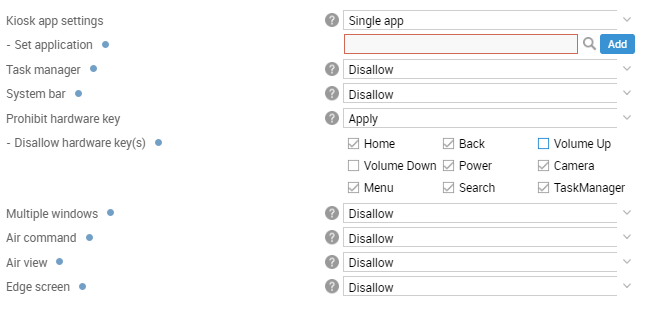 Kiosk app settings ? Single app
- Set application Add
Task manager ? Disallow
System bar ? Disallow
Prohibit hardware key ? Apply
- Disallow hardware key(s) Home Back Volume Up
Volume Down Power Camera
Menu Search TaskManager
Multiple windows ? Disallow
Air command ? Disallow
Air view ? Disallow
Edge screen ? Disallow